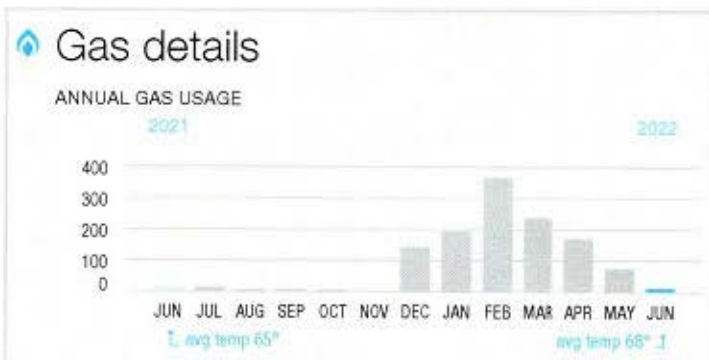 Gas details
ANNUAL GAS USAGE
2021 2022
400
300
200
100
0
JUN JUL AUG SEP OCT NOV DEC JAN FEB MAR APR MAY JUN
avg temp 65° avg temp 68°